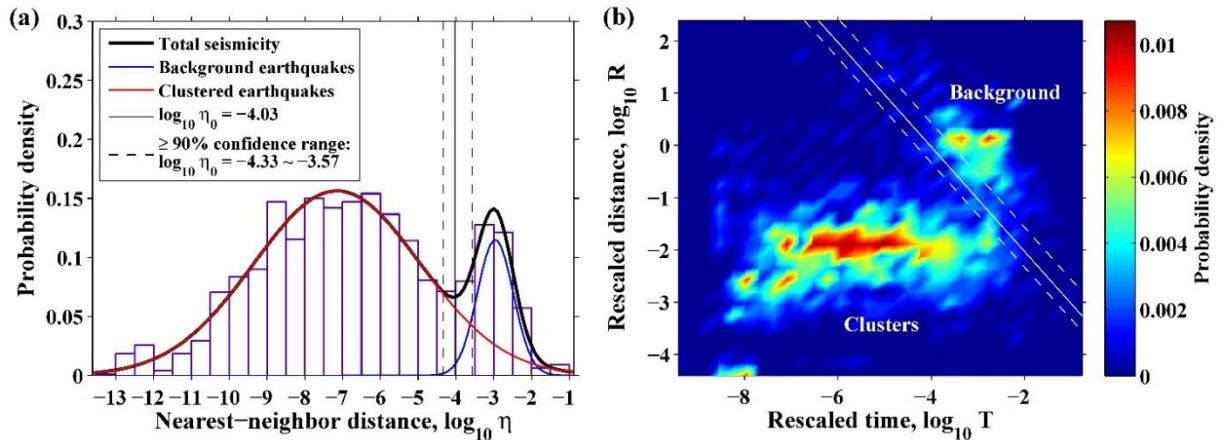 (a)
0.3
0.25
0.2
0.15
0.1
0.05
0
Probability density
Total seismicity
Background earthquakes
Clustered earthquakes
log₁₀ η₀ = −4.03
≥ 90% confidence range:
log₁₀ η₀ = −4.33 ~ −3.57
−13 −12 −11 −10 −9 −8 −7 −6 −5 −4 −3 −2 −1
Nearest−neighbor distance, log₁₀ η
(b)
2
1
0
−1
−2
−3
−4
Rescaled distance, log₁₀ R
Background
Clusters
−8 −6 −4 −2
Rescaled time, log₁₀ T
0.01
0.008
0.006
0.004
0.002
0
Probability density